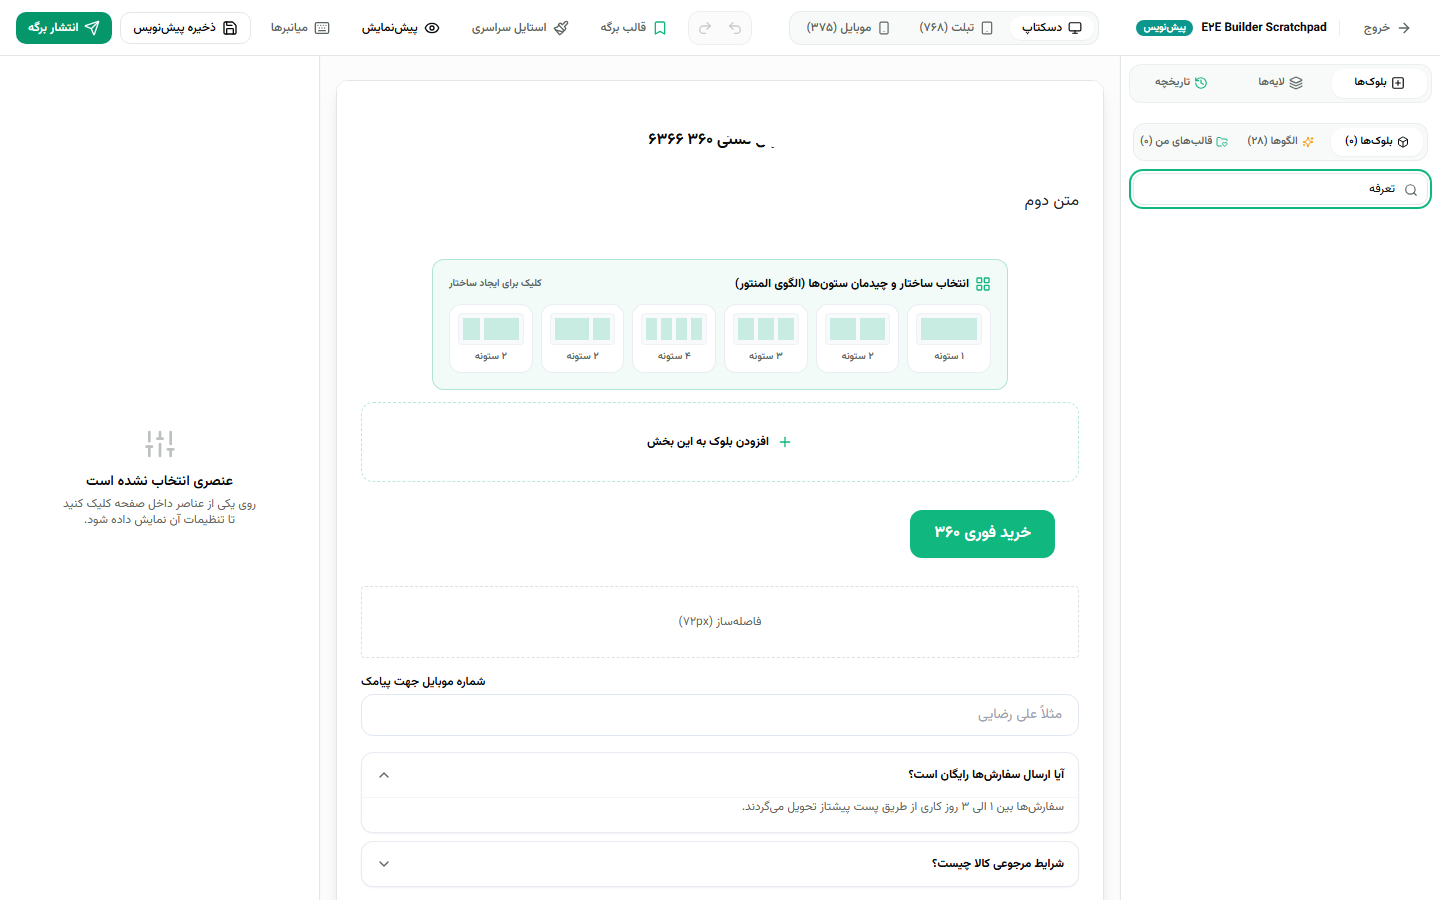 خروج
E۲E Builder Scratchpad
پیش‌نویس
دسکتاپ
تبلت (۷۶۸)
موبایل (۳۷۵)
قالب برگه
استایل سراسری
پیش‌نمایش
میانبرها
ذخیره پیش‌نویس
انتشار برگه
بلوک‌ها
لایه‌ها
تاریخچه
بلوک‌ها (۰)
الگوها (۲۸)
قالب‌های من (۰)
تعرفه
تستی ۳۶۰ ۶۳۶۶
متن دوم
انتخاب ساختار و چیدمان ستون‌ها (الگوی المنتور)
کلیک برای ایجاد ساختار
۱ ستونه
۲ ستونه
۳ ستونه
۴ ستونه
۲ ستونه
۲ ستونه
افزودن بلوک به این بخش
خرید فوری ۳۶۰
فاصله‌ساز (۷۲px)
شماره موبایل جهت پیامک
مثلاً علی رضایی
آیا ارسال سفارش‌ها رایگان است؟
سفارش‌ها بین ۱ الی ۳ روز کاری از طریق پست پیشتاز تحویل می‌گردند.
شرایط مرجوعی کالا چیست؟
عنصری انتخاب نشده است
روی یکی از عناصر داخل صفحه کلیک کنید
تا تنظیمات آن نمایش داده شود.